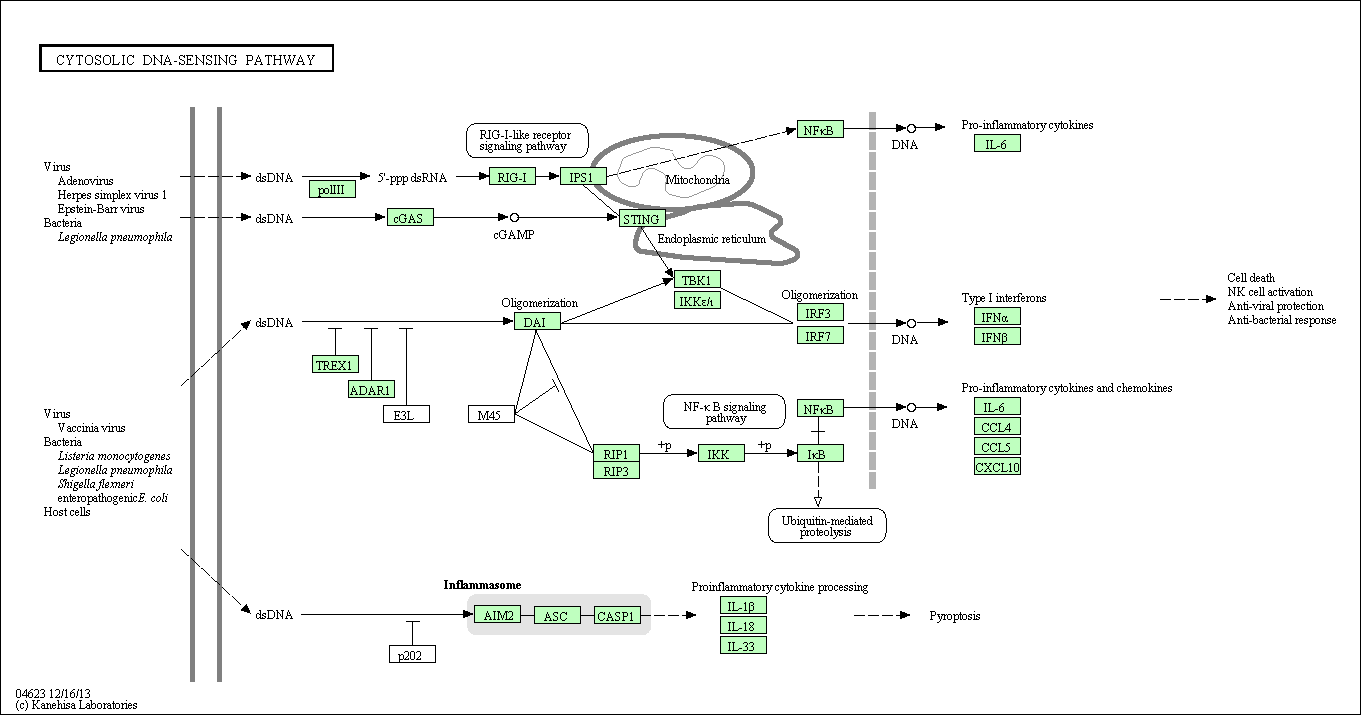 CYTOSOLIC DNA-SENSING PATHWAY
RIG-I-like receptor
signaling pathway
NFκB
DNA
Pro-inflammatory cytokines
IL-6
Virus
Adenovirus
Herpes simplex virus 1
Epstein-Barr virus
Bacteria
Legionella pneumophila
dsDNA
polIII
5'-ppp dsRNA
RIG-I
IPS1
Mitochondria
dsDNA
cGAS
cGAMP
STING
Endoplasmic reticulum
TBK1
IKKε/ι
Oligomerization
dsDNA
DAI
TREX1
ADAR1
E3L
M45
Oligomerization
IRF3
IRF7
DNA
Type I interferons
IFNα
IFNβ
Cell death
NK cell activation
Anti-viral protection
Anti-bacterial response
Virus
Vaccinia virus
Bacteria
Listeria monocytogenes
Legionella pneumophila
Shigella flexneri
enteropathogenicE. coli
Host cells
NF-κ B signaling
pathway
NFκB
DNA
Pro-inflammatory cytokines and chemokines
IL-6
CCL4
CCL5
CXCL10
RIP1
RIP3
+p
IKK
+p
IκB
Ubiquitin-mediated
proteolysis
dsDNA
p202
Inflammasome
AIM2
ASC
CASP1
Proinflammatory cytokine processing
IL-1β
IL-18
IL-33
Pyroptosis
04623 12/16/13
(c) Kanehisa Laboratories